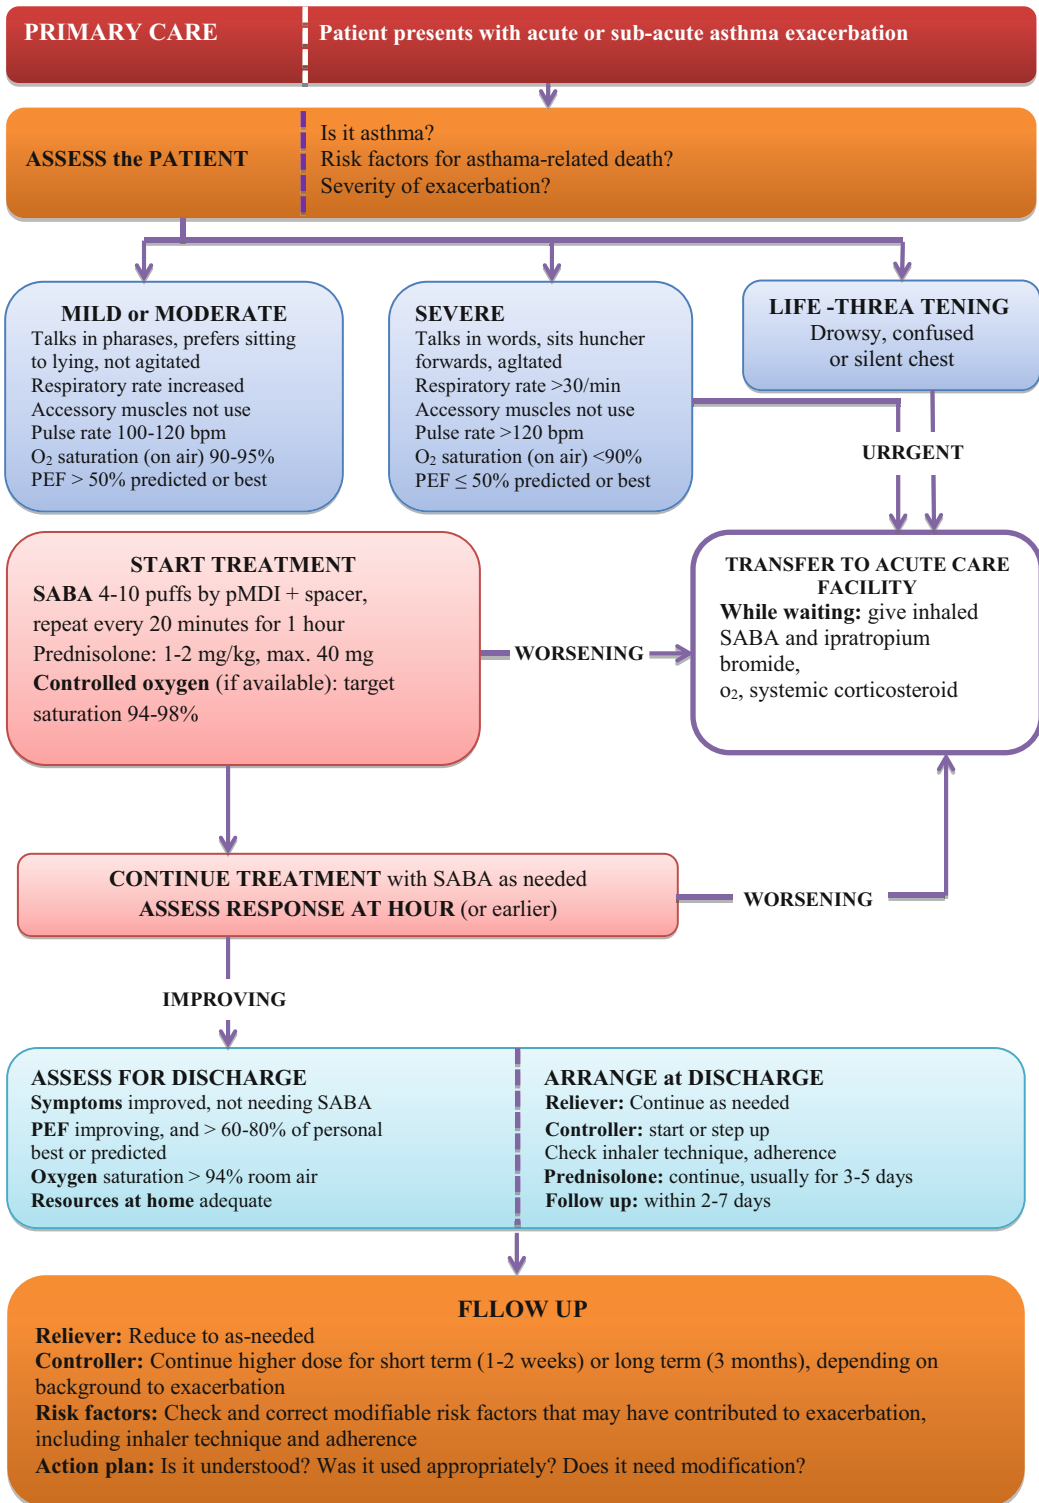 PRIMARY CARE
Patient presents with acute or sub-acute asthma exacerbation
ASSESS the PATIENT
Is it asthma?
Risk factors for asthama-related death?
Severity of exacerbation?
MILD or MODERATE
Talks in pharases, prefers sitting
to lying, not agitated
Respiratory rate increased
Accessory muscles not use
Pulse rate 100-120 bpm
O₂ saturation (on air) 90-95%
PEF > 50% predicted or best
SEVERE
Talks in words, sits huncher
forwards, agltated
Respiratory rate >30/min
Accessory muscles not use
Pulse rate >120 bpm
O₂ saturation (on air) <90%
PEF ≤ 50% predicted or best
LIFE -THREA TENING
Drowsy, confused
or silent chest
URRGENT
START TREATMENT
SABA 4-10 puffs by pMDI + spacer,
repeat every 20 minutes for 1 hour
Prednisolone: 1-2 mg/kg, max. 40 mg
Controlled oxygen (if available): target
saturation 94-98%
WORSENING
TRANSFER TO ACUTE CARE
FACILITY
While waiting: give inhaled
SABA and ipratropium
bromide,
o₂, systemic corticosteroid
CONTINUE TREATMENT with SABA as needed
ASSESS RESPONSE AT HOUR (or earlier)
WORSENING
IMPROVING
ASSESS FOR DISCHARGE
Symptoms improved, not needing SABA
PEF improving, and > 60-80% of personal
best or predicted
Oxygen saturation > 94% room air
Resources at home adequate
ARRANGE at DISCHARGE
Reliever: Continue as needed
Controller: start or step up
Check inhaler technique, adherence
Prednisolone: continue, usually for 3-5 days
Follow up: within 2-7 days
FLLOW UP
Reliever: Reduce to as-needed
Controller: Continue higher dose for short term (1-2 weeks) or long term (3 months), depending on
background to exacerbation
Risk factors: Check and correct modifiable risk factors that may have contributed to exacerbation,
including inhaler technique and adherence
Action plan: Is it understood? Was it used appropriately? Does it need modification?